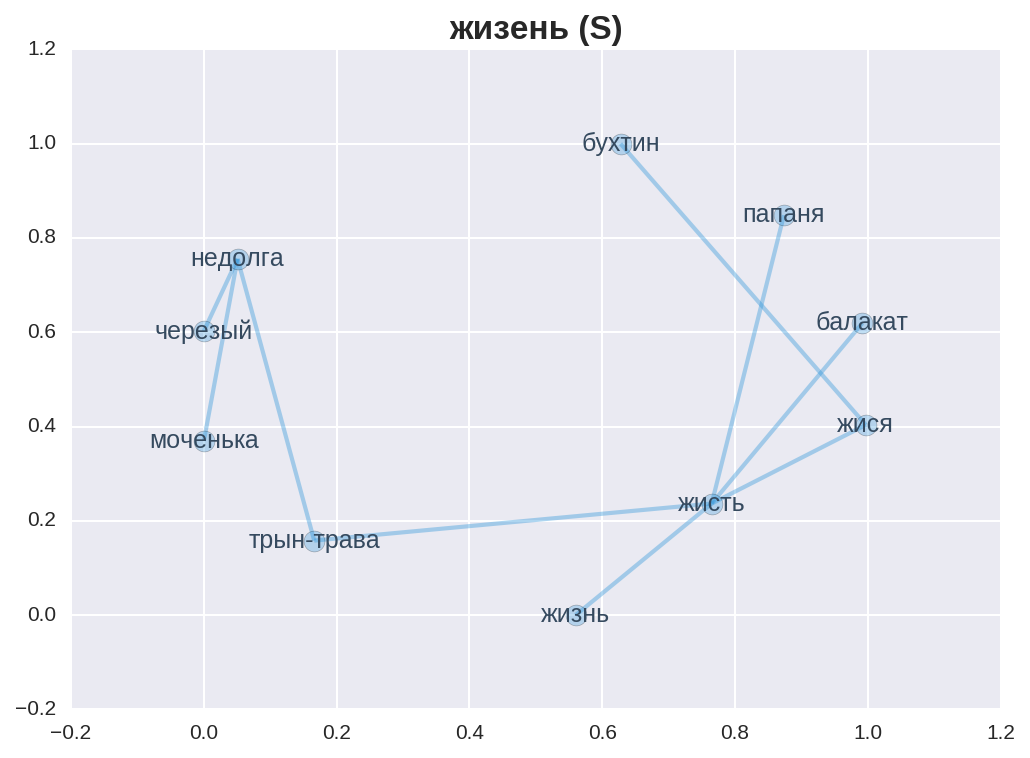 жизень (S)
1.2
1.0
0.8
0.6
0.4
0.2
0.0
−0.2
бухтин
папаня
недолга
балакат
черезый
жися
моченька
жисть
трын-трава
жизнь
−0.2 0.0 0.2 0.4 0.6 0.8 1.0 1.2